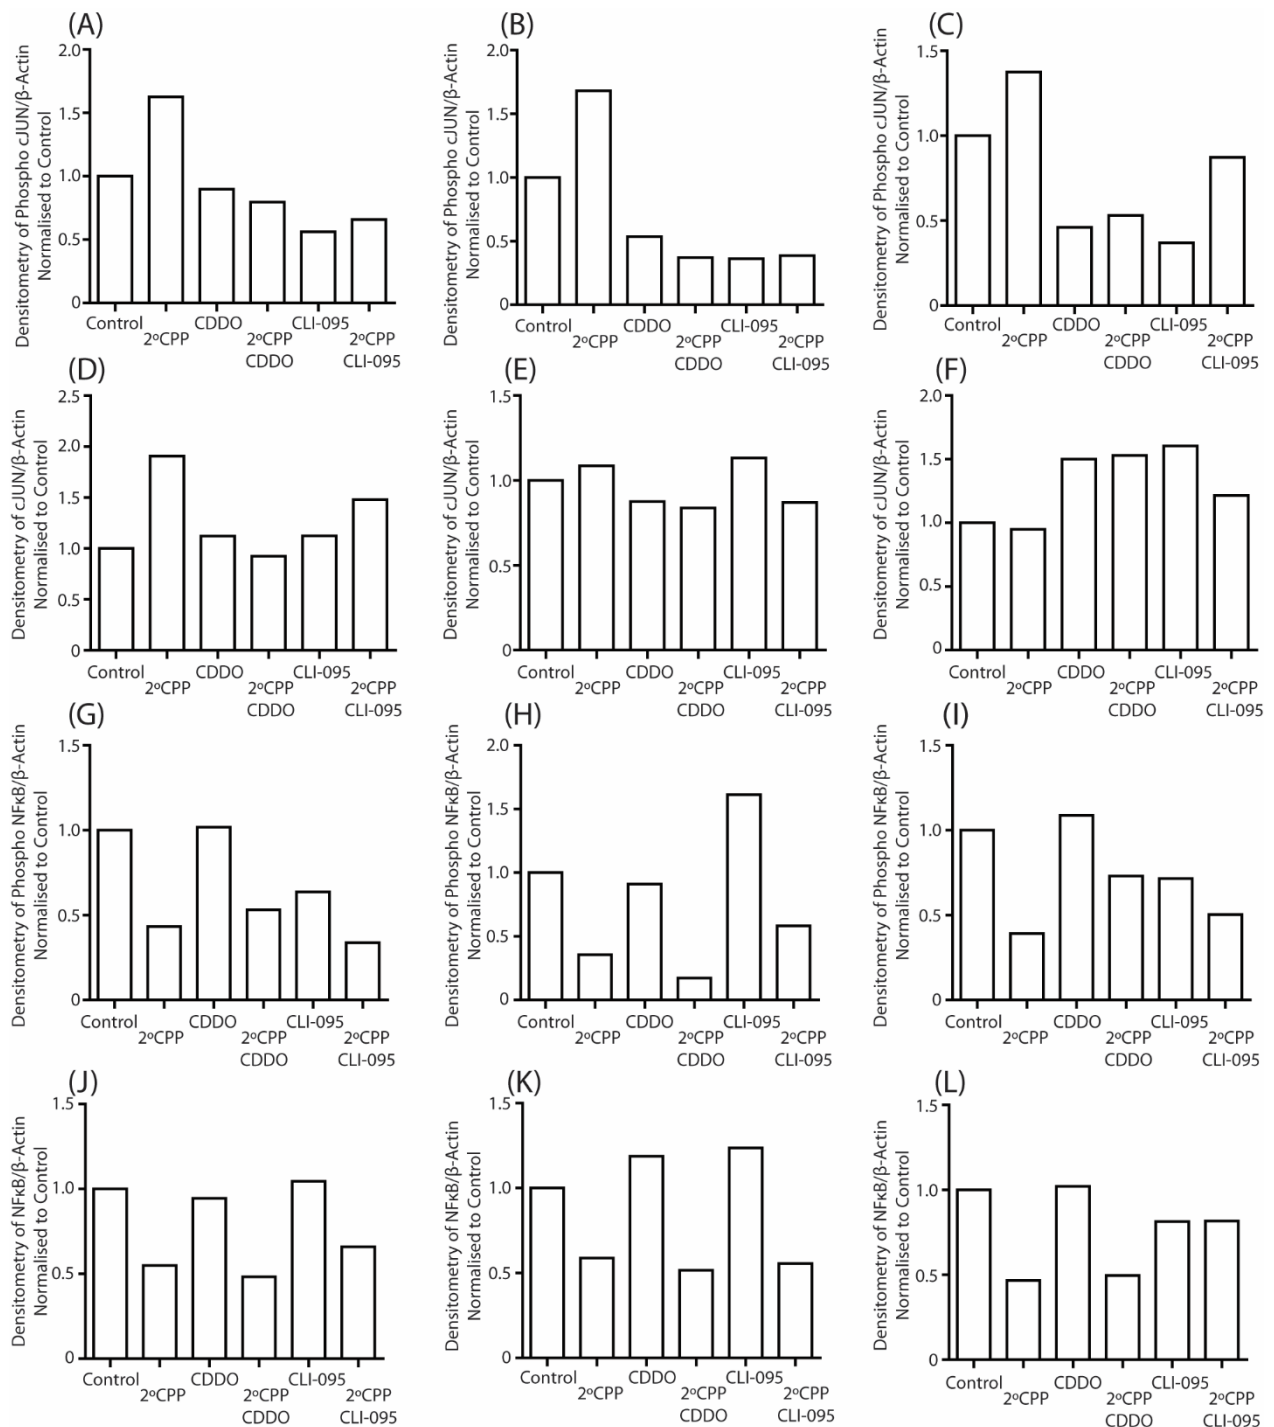 (A)
Densitometry of Phospho cJUN/β-Actin
Normalised to Control
2.0
1.5
1.0
0.5
0
Control
CDDO
CLI-095
2ºCPP
2ºCPP
2ºCPP
CDDO
CLI-095
(B)
Densitometry of Phospho cJUN/β-Actin
Normalised to Control
2.0
1.5
1.0
0.5
0
Control
CDDO
CLI-095
2ºCPP
2ºCPP
2ºCPP
CDDO
CLI-095
(C)
Densitometry of Phospho cJUN/β-Actin
Normalised to Control
1.5
1.0
0.5
0
Control
CDDO
CLI-095
2ºCPP
2ºCPP
2ºCPP
CDDO
CLI-095
(D)
Densitometry of cJUN/β-Actin
Normalised to Control
2.5
2.0
1.5
1.0
0.5
0
Control
CDDO
CLI-095
2ºCPP
2ºCPP
2ºCPP
CDDO
CLI-095
(E)
Densitometry of cJUN/β-Actin
Normalised to Control
1.5
1.0
0.5
0
Control
CDDO
CLI-095
2ºCPP
2ºCPP
2ºCPP
CDDO
CLI-095
(F)
Densitometry of cJUN/β-Actin
Normalised to Control
2.0
1.5
1.0
0.5
0
Control
CDDO
CLI-095
2ºCPP
2ºCPP
2ºCPP
CDDO
CLI-095
(G)
Densitometry of Phospho NFκB/β-Actin
Normalised to Control
1.5
1.0
0.5
0
Control
CDDO
CLI-095
2ºCPP
2ºCPP
2ºCPP
CDDO
CLI-095
(H)
Densitometry of Phospho NFκB/β-Actin
Normalised to Control
2.0
1.5
1.0
0.5
0
Control
CDDO
CLI-095
2ºCPP
2ºCPP
2ºCPP
CDDO
CLI-095
(I)
Densitometry of Phospho NFκB/β-Actin
Normalised to Control
1.5
1.0
0.5
0
Control
CDDO
CLI-095
2ºCPP
2ºCPP
2ºCPP
CDDO
CLI-095
(J)
Densitometry of NFκB/β-Actin
Normalised to Control
1.5
1.0
0.5
0
Control
CDDO
CLI-095
2ºCPP
2ºCPP
2ºCPP
CDDO
CLI-095
(K)
Densitometry of NFκB/β-Actin
Normalised to Control
1.5
1.0
0.5
0
Control
CDDO
CLI-095
2ºCPP
2ºCPP
2ºCPP
CDDO
CLI-095
(L)
Densitometry of NFκB/β-Actin
Normalised to Control
1.5
1.0
0.5
0
Control
CDDO
CLI-095
2ºCPP
2ºCPP
2ºCPP
CDDO
CLI-095